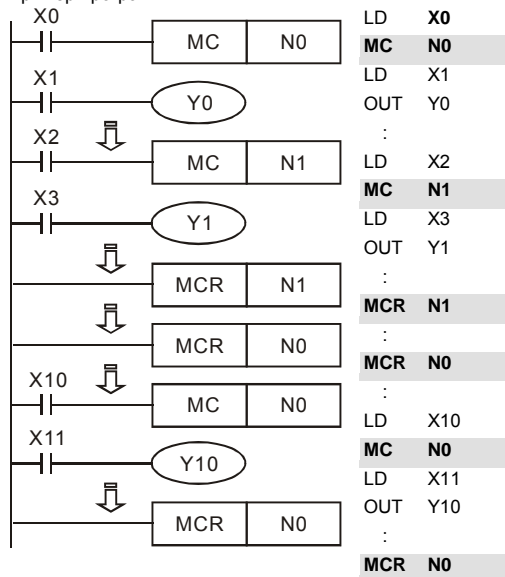 X0
MC N0
X1
Y0
X2
MC N1
X3
Y1
MCR N1
MCR N0
X10
MC N0
X11
Y10
MCR N0
LD X0
MC N0
LD X1
OUT Y0
:
LD X2
MC N1
LD X3
OUT Y1
:
MCR N1
:
MCR N0
:
LD X10
MC N0
LD X11
OUT Y10
:
MCR N0